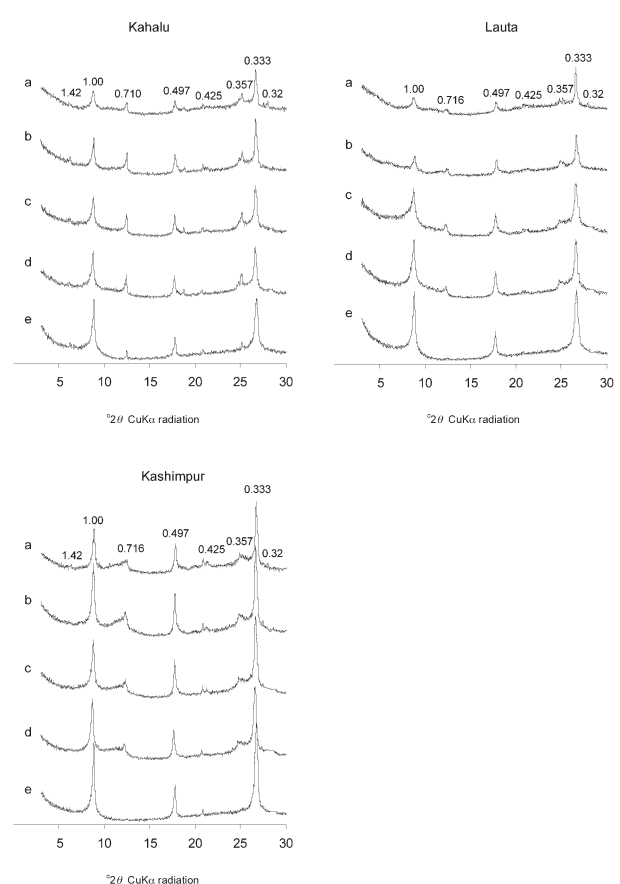 Kahalu
a 1.42 1.00 0.710 0.497 0.425 0.357 0.333 0.32
b
c
d
e
5 10 15 20 25 30
°2θ CuKα radiation
Lauta
a 1.00 0.716 0.497 0.425 0.357 0.333 0.32
b
c
d
e
5 10 15 20 25 30
°2θ CuKα radiation
Kashimpur
a 1.42 1.00 0.716 0.497 0.425 0.357 0.333 0.32
b
c
d
e
5 10 15 20 25 30
°2θ CuKα radiation